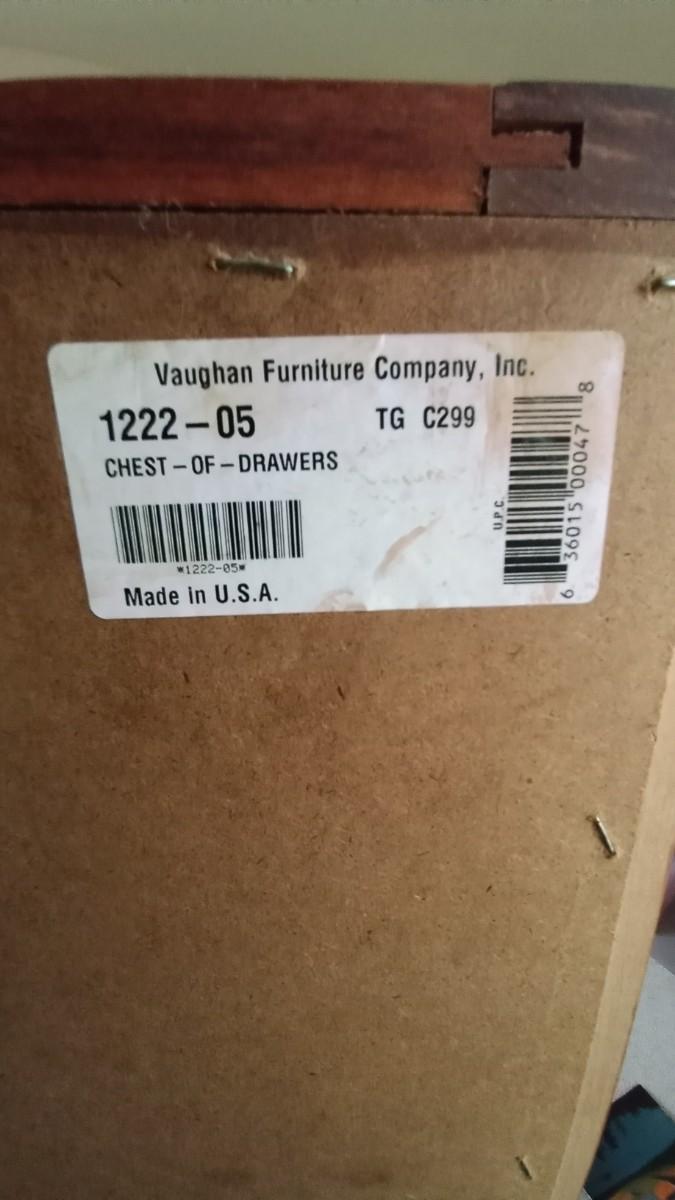 Vaughan Furniture Company, Inc.
1222-05 TG C299
CHEST-OF-DRAWERS
*1222-05*
Made in U.S.A.
U.P.C.
6 36015 00047 8